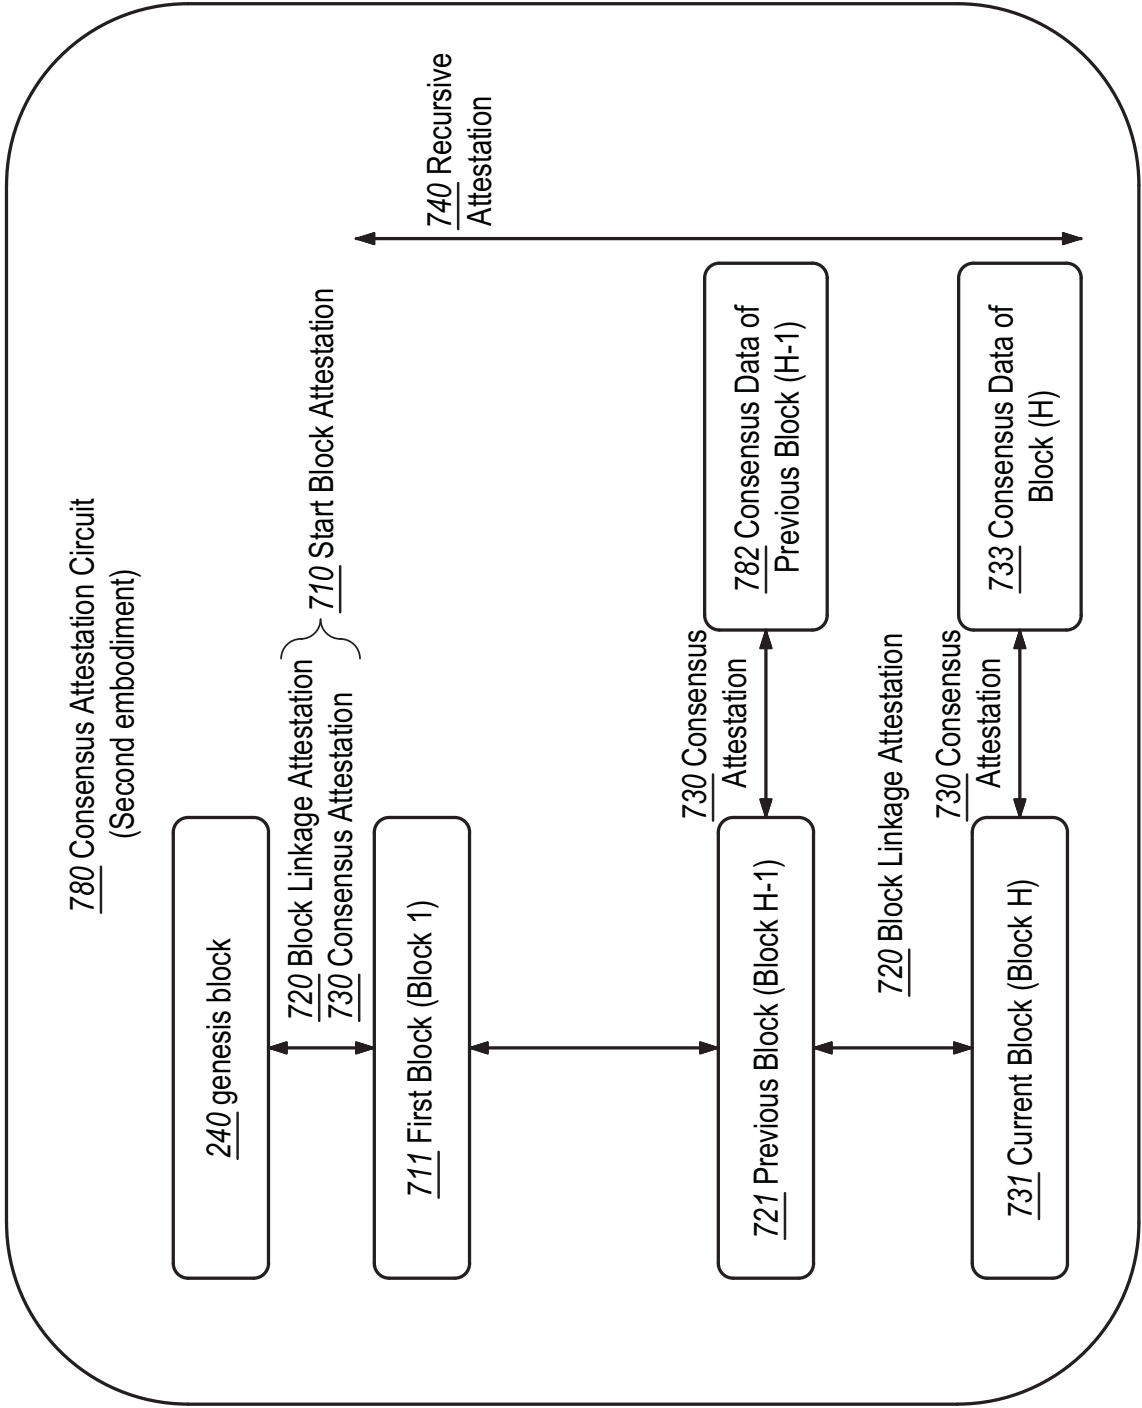 780 Consensus Attestation Circuit
(Second embodiment)
240 genesis block
720 Block Linkage Attestation
730 Consensus Attestation
710 Start Block Attestation
711 First Block (Block 1)
740 Recursive
Attestation
730 Consensus
Attestation
721 Previous Block (Block H-1)
782 Consensus Data of
Previous Block (H-1)
720 Block Linkage Attestation
730 Consensus
Attestation
731 Current Block (Block H)
733 Consensus Data of
Block (H)